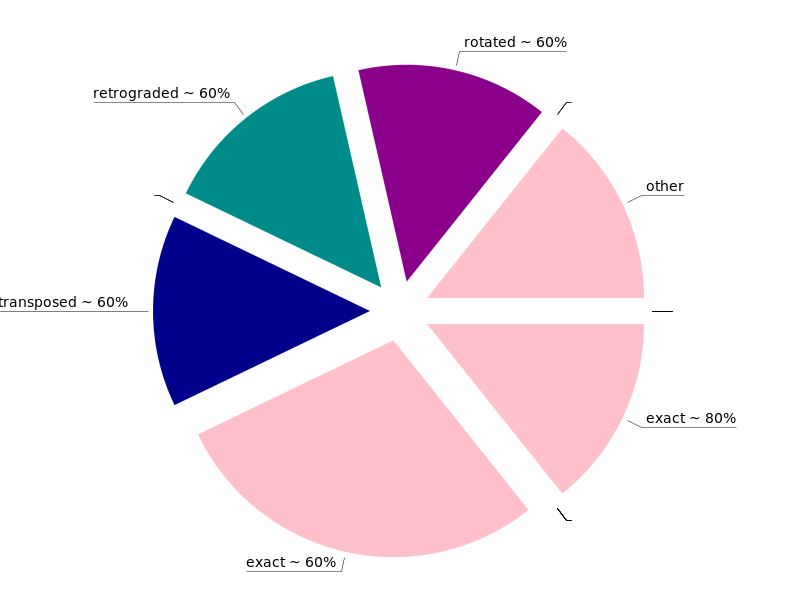 rotated ~ 60%
retrograded ~ 60%
other
transposed ~ 60%
exact ~ 80%
exact ~ 60%